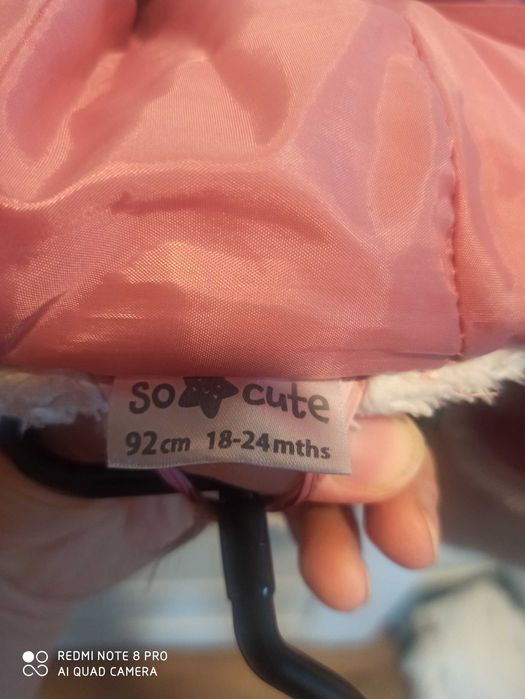 so cute
92cm 18-24mths
REDMI NOTE 8 PRO
AI QUAD CAMERA